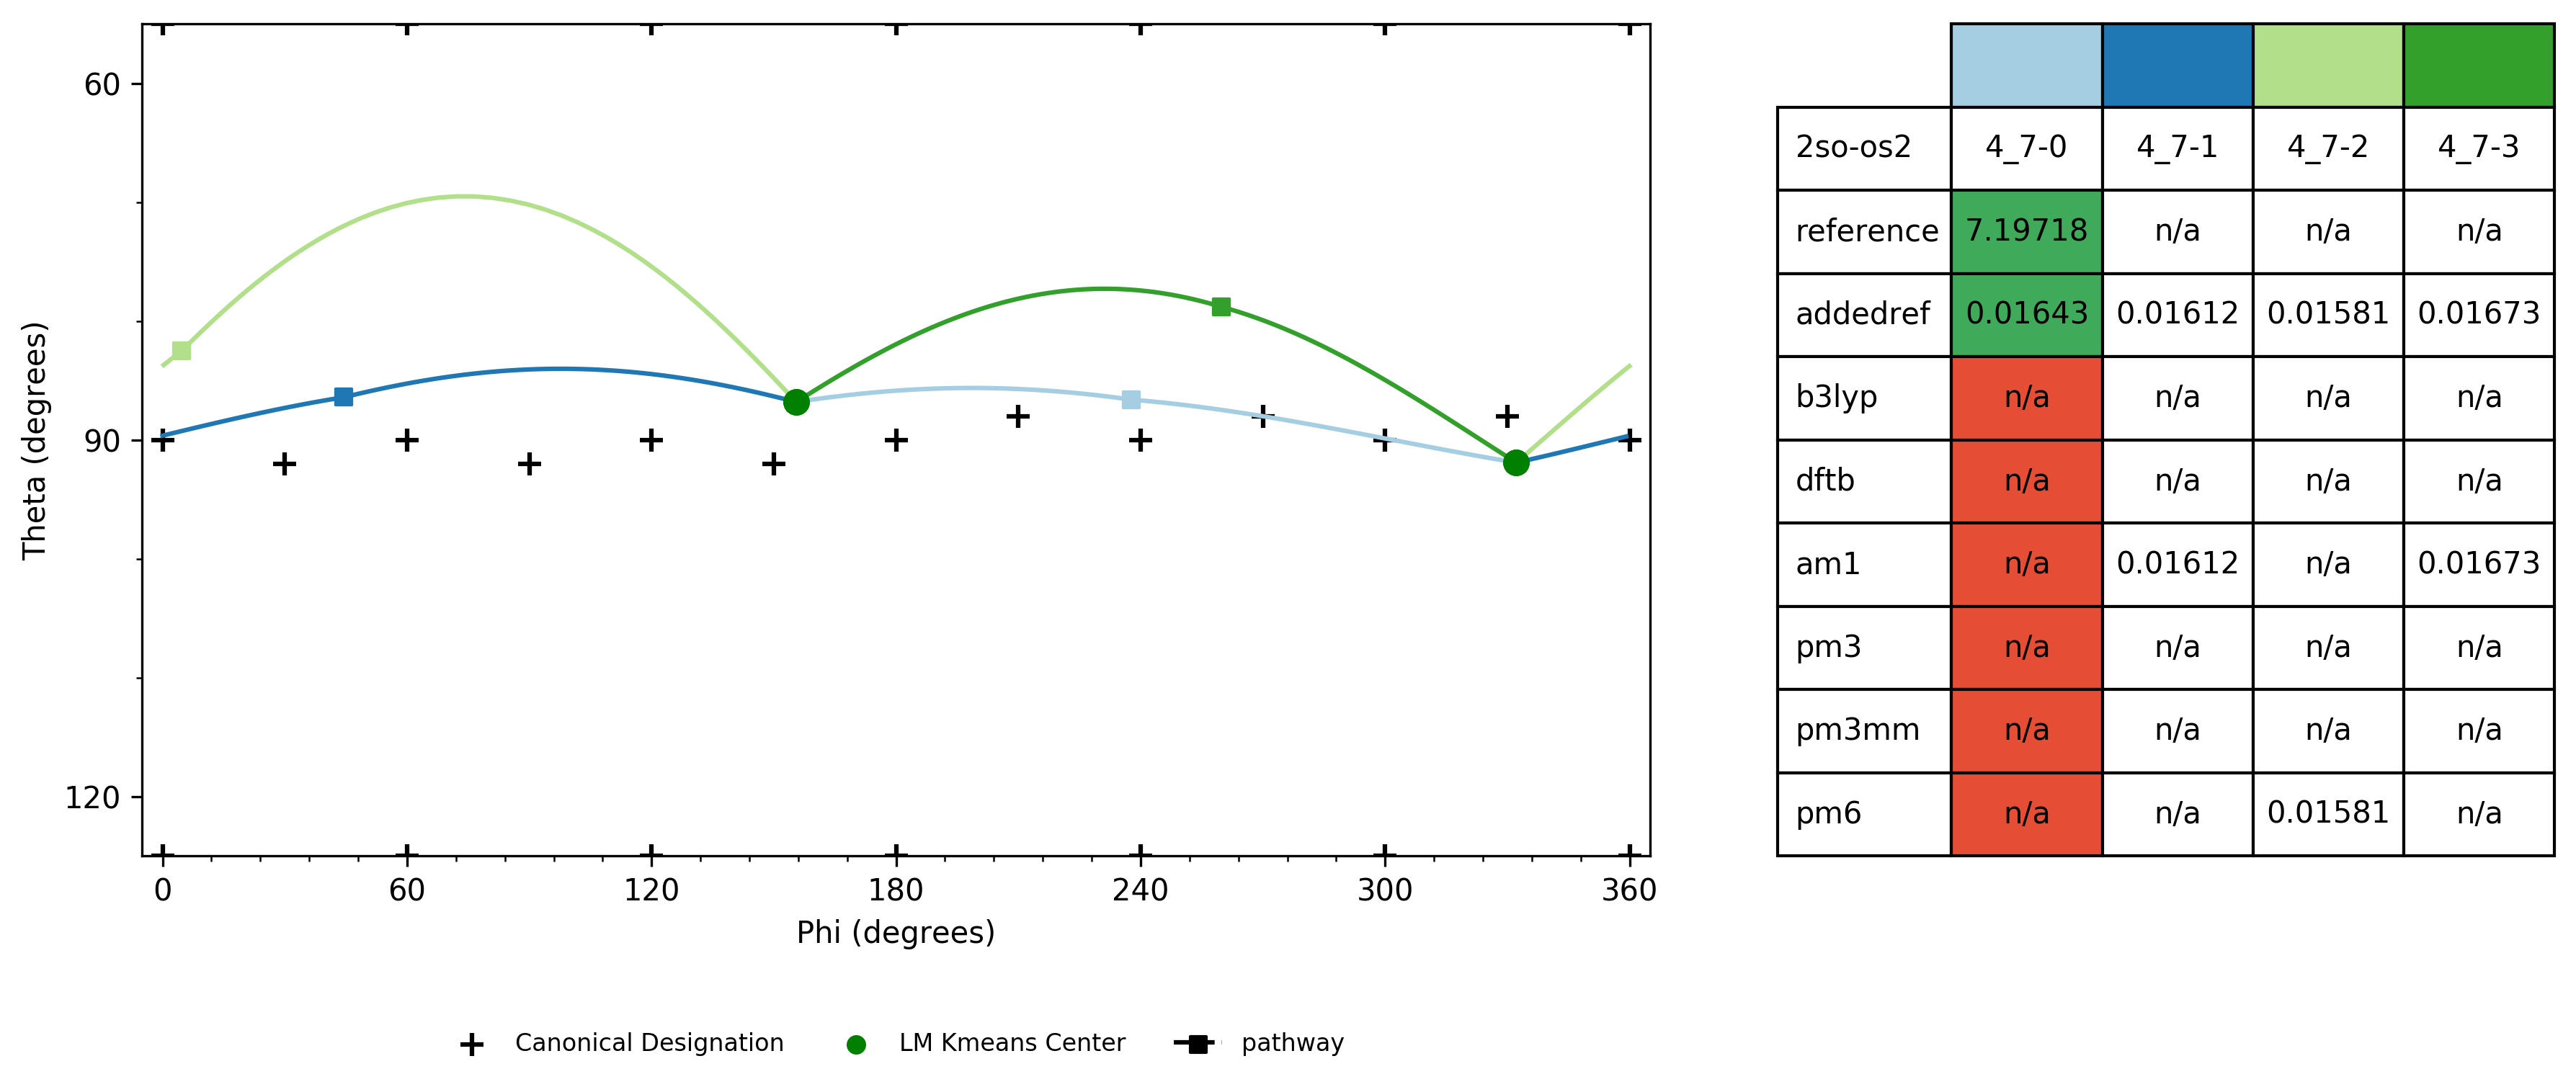 60
90
120
Theta (degrees)
0 60 120 180 240 300 360
Phi (degrees)
Canonical Designation LM Kmeans Center pathway
2so-os2 4_7-0 4_7-1 4_7-2 4_7-3
reference 7.19718 n/a n/a n/a
addedref 0.01643 0.01612 0.01581 0.01673
b3lyp n/a n/a n/a n/a
dftb n/a n/a n/a n/a
am1 n/a 0.01612 n/a 0.01673
pm3 n/a n/a n/a n/a
pm3mm n/a n/a n/a n/a
pm6 n/a n/a 0.01581 n/a